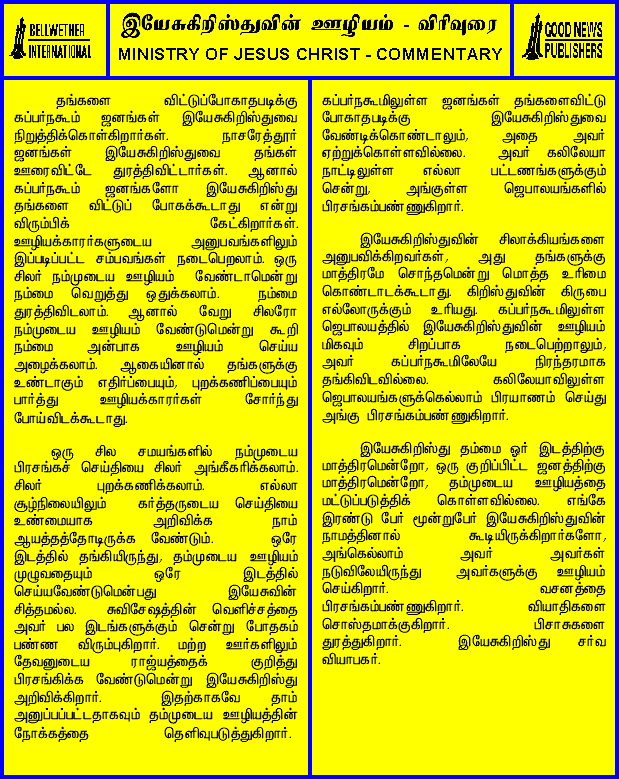 BELLWETHER
INTERNATIONAL
இயேசுகிறிஸ்துவின் ஊழியம் - விரிவுரை
MINISTRY OF JESUS CHRIST - COMMENTARY
GOOD NEWS
PUBLISHERS
தங்களை விட்டுப்போகாதபடிக்கு
கப்பர்நகூம் ஜனங்கள் இயேசுகிறிஸ்துவை
நிறுத்திக்கொள்கிறார்கள். நாசரேத்தூர்
ஜனங்கள் இயேசுகிறிஸ்துவை தங்கள்
ஊரைவிட்டே துரத்திவிட்டார்கள். ஆனால்
கப்பர்நகூம் ஜனங்களோ இயேசுகிறிஸ்து
தங்களை விட்டுப் போகக்கூடாது என்று
விரும்பிக் கேட்கிறார்கள்.
ஊழியக்காரர்களுடைய அனுபவங்களிலும்
இப்படிப்பட்ட சம்பவங்கள் நடைபெறலாம். ஒரு
சிலர் நம்முடைய ஊழியம் வேண்டாமென்று
நம்மை வெறுத்து ஒதுக்கலாம். நம்மை
துரத்திவிடலாம். ஆனால் வேறு சிலரோ
நம்முடைய ஊழியம் வேண்டுமென்று கூறி
நம்மை அன்பாக ஊழியம் செய்ய
அழைக்கலாம். ஆகையினால் தங்களுக்கு
உண்டாகும் எதிர்ப்பையும், புறக்கணிப்பையும்
பார்த்து ஊழியக்காரர்கள் சோர்ந்து
போய்விடக்கூடாது.
ஒரு சில சமயங்களில் நம்முடைய
பிரசங்கச் செய்தியை சிலர் அங்கீகரிக்கலாம்.
சிலர் புறக்கணிக்கலாம். எல்லா
சூழ்நிலையிலும் கர்த்தருடைய செய்தியை
உண்மையாக அறிவிக்க நாம்
ஆயத்தத்தோடிருக்க வேண்டும். ஒரே
இடத்தில் தங்கியிருந்து, தம்முடைய ஊழியம்
முழுவதையும் ஒரே இடத்தில்
செய்யவேண்டுமென்பது இயேசுவின்
சித்தமல்ல. சுவிசேஷத்தின் வெளிச்சத்தை
அவர் பல இடங்களுக்கும் சென்று போதகம்
பண்ண விரும்புகிறார். மற்ற ஊர்களிலும்
தேவனுடைய ராஜ்யத்தைக் குறித்து
பிரசங்கிக்க வேண்டுமென்று இயேசுகிறிஸ்து
அறிவிக்கிறார். இதற்காகவே தாம்
அனுப்பப்பட்டதாகவும் தம்முடைய ஊழியத்தின்
நோக்கத்தை தெளிவுபடுத்துகிறார்.
கப்பர்நகூமிலுள்ள ஜனங்கள் தங்களைவிட்டு
போகாதபடிக்கு இயேசுகிறிஸ்துவை
வேண்டிக்கொண்டாலும், அதை அவர்
ஏற்றுக்கொள்ளவில்லை. அவர் கலிலேயா
நாட்டிலுள்ள எல்லா பட்டணங்களுக்கும்
சென்று, அங்குள்ள ஜெபாலயங்களில்
பிரசங்கம்பண்ணுகிறார்.
இயேசுகிறிஸ்துவின் சிலாக்கியங்களை
அனுபவிக்கிறவர்கள், அது தங்களுக்கு
மாத்திரமே சொந்தமென்று மொத்த உரிமை
கொண்டாடக்கூடாது. கிறிஸ்துவின் கிருபை
எல்லோருக்கும் உரியது. கப்பர்நகூமிலுள்ள
ஜெபாலயத்தில் இயேசுகிறிஸ்துவின் ஊழியம்
மிகவும் சிறப்பாக நடைபெற்றாலும்,
அவர் கப்பர்நகூமிலேயே நிரந்தரமாக
தங்கிவிடவில்லை. கலிலேயாவிலுள்ள
ஜெபாலயங்களுக்கெல்லாம் பிரயாணம் செய்து
அங்கு பிரசங்கம்பண்ணுகிறார்.
இயேசுகிறிஸ்து தம்மை ஓர் இடத்திற்கு
மாத்திரமென்றோ, ஒரு குறிப்பிட்ட ஜனத்திற்கு
மாத்திரமென்றோ, தம்முடைய ஊழியத்தை
மட்டுப்படுத்திக் கொள்ளவில்லை. எங்கே
இரண்டு பேர் மூன்றுபேர் இயேசுகிறிஸ்துவின்
நாமத்தினால் கூடியிருக்கிறார்களோ,
அங்கெல்லாம் அவர் அவர்கள்
நடுவிலேயிருந்து அவர்களுக்கு ஊழியம்
செய்கிறார். வசனத்தை
பிரசங்கம்பண்ணுகிறார். வியாதிகளை
சொஸ்தமாக்குகிறார். பிசாசுகளை
துரத்துகிறார். இயேசுகிறிஸ்து சர்வ
வியாபகர்.